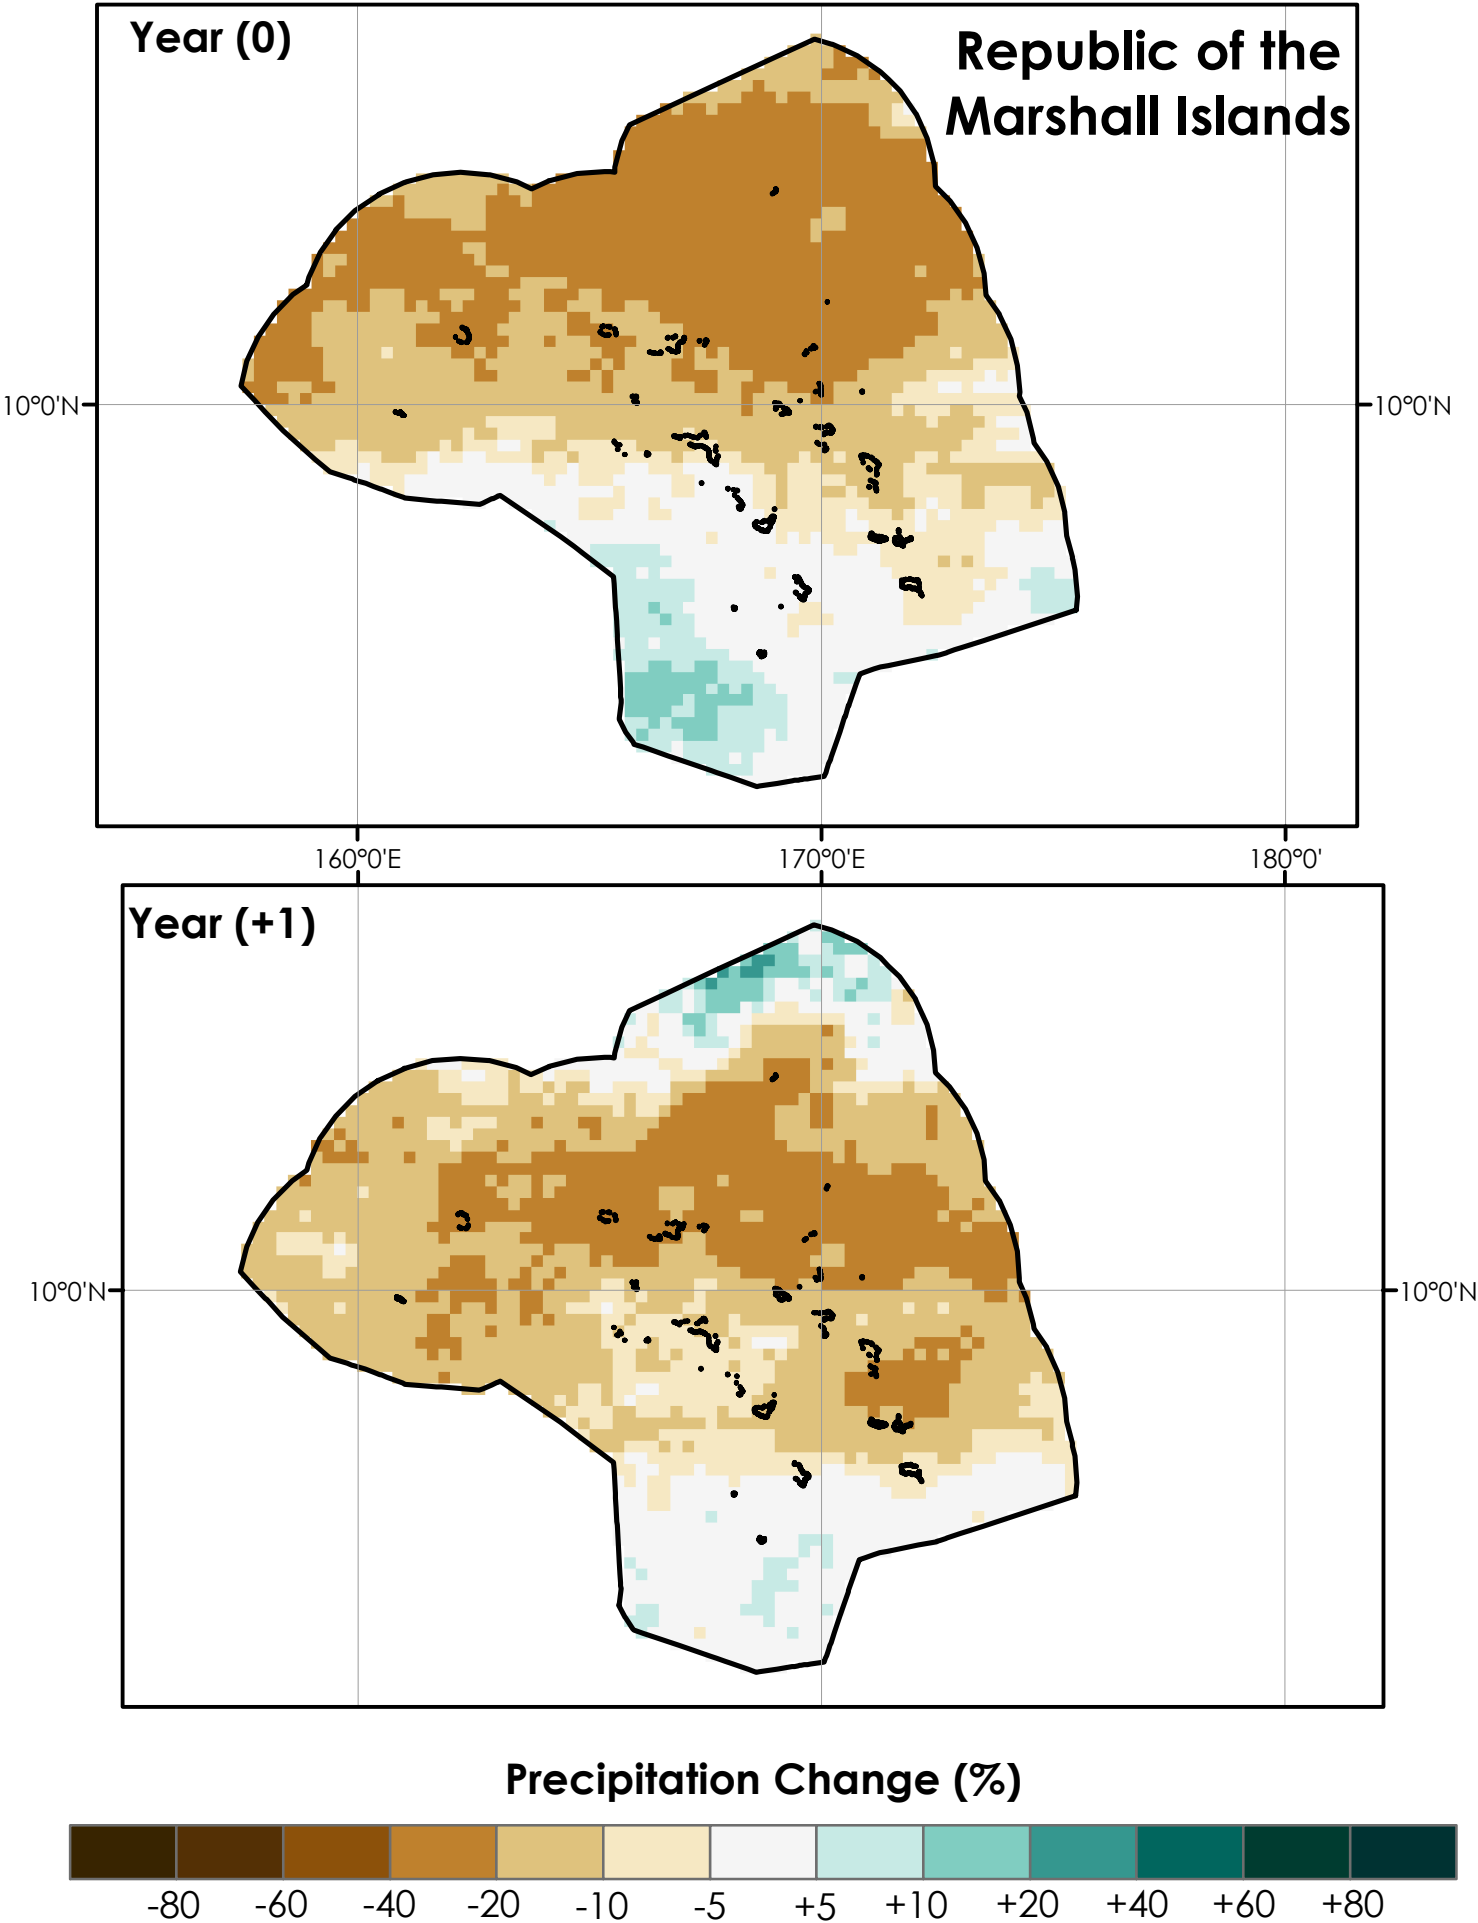 Year (0)
Republic of the
Marshall Islands
10°0'N
10°0'N
160°0'E
170°0'E
180°0'
Year (+1)
10°0'N
10°0'N
Precipitation Change (%)
-80
-60
-40
-20
-10
-5
+5
+10
+20
+40
+60
+80